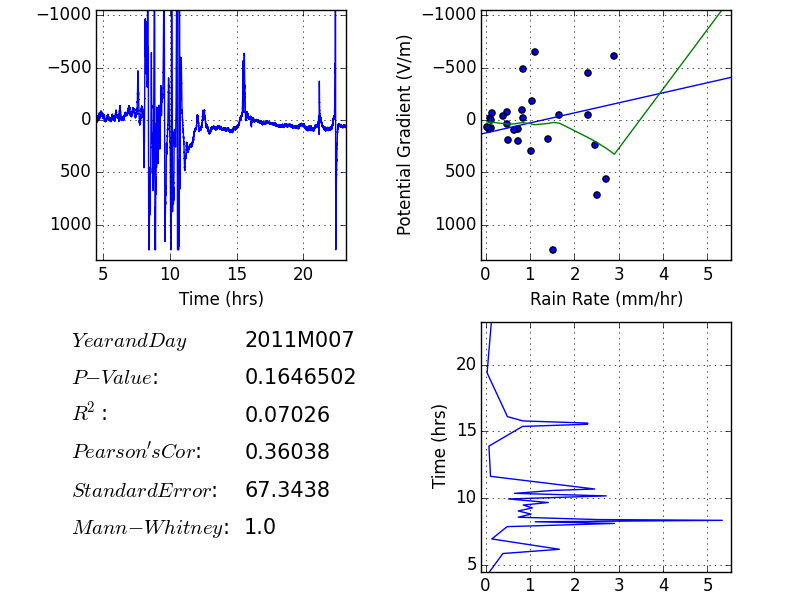 −1000
−500
0
500
1000
5 10 15 20
Time (hrs)
Potential Gradient (V/m)
−1000
−500
0
500
1000
0 1 2 3 4 5
Rain Rate (mm/hr)
YearandDay 2011M007
P−Value: 0.1646502
R²: 0.07026
Pearson'sCor: 0.36038
StandardError: 67.3438
Mann−Whitney: 1.0
Time (hrs)
20
15
10
5
0 1 2 3 4 5